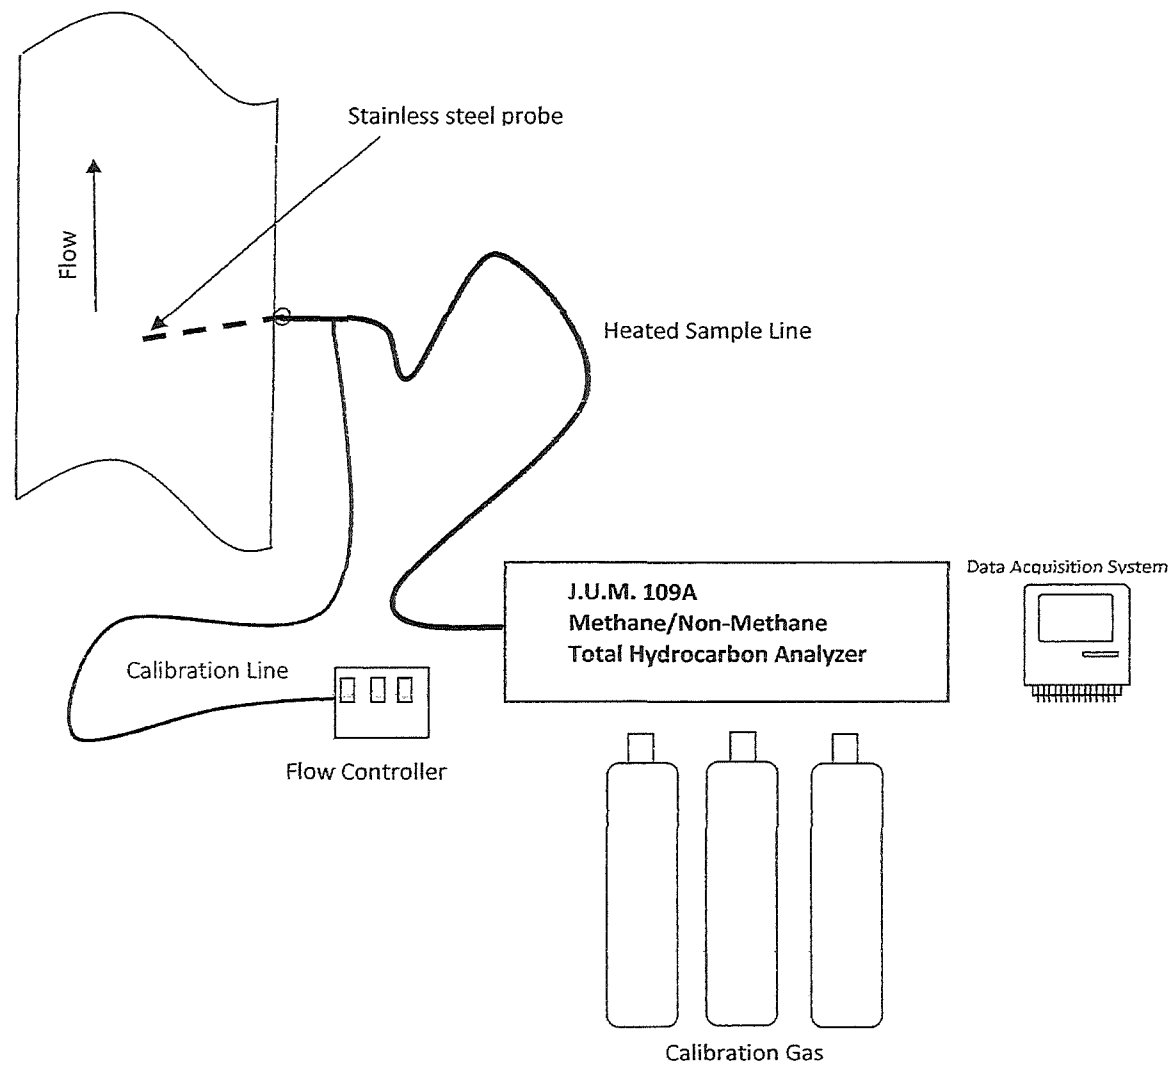 Stainless steel probe
Flow
Heated Sample Line
Data Acquisition System
J.U.M. 109A
Methane/Non-Methane
Total Hydrocarbon Analyzer
Calibration Line
Flow Controller
Calibration Gas